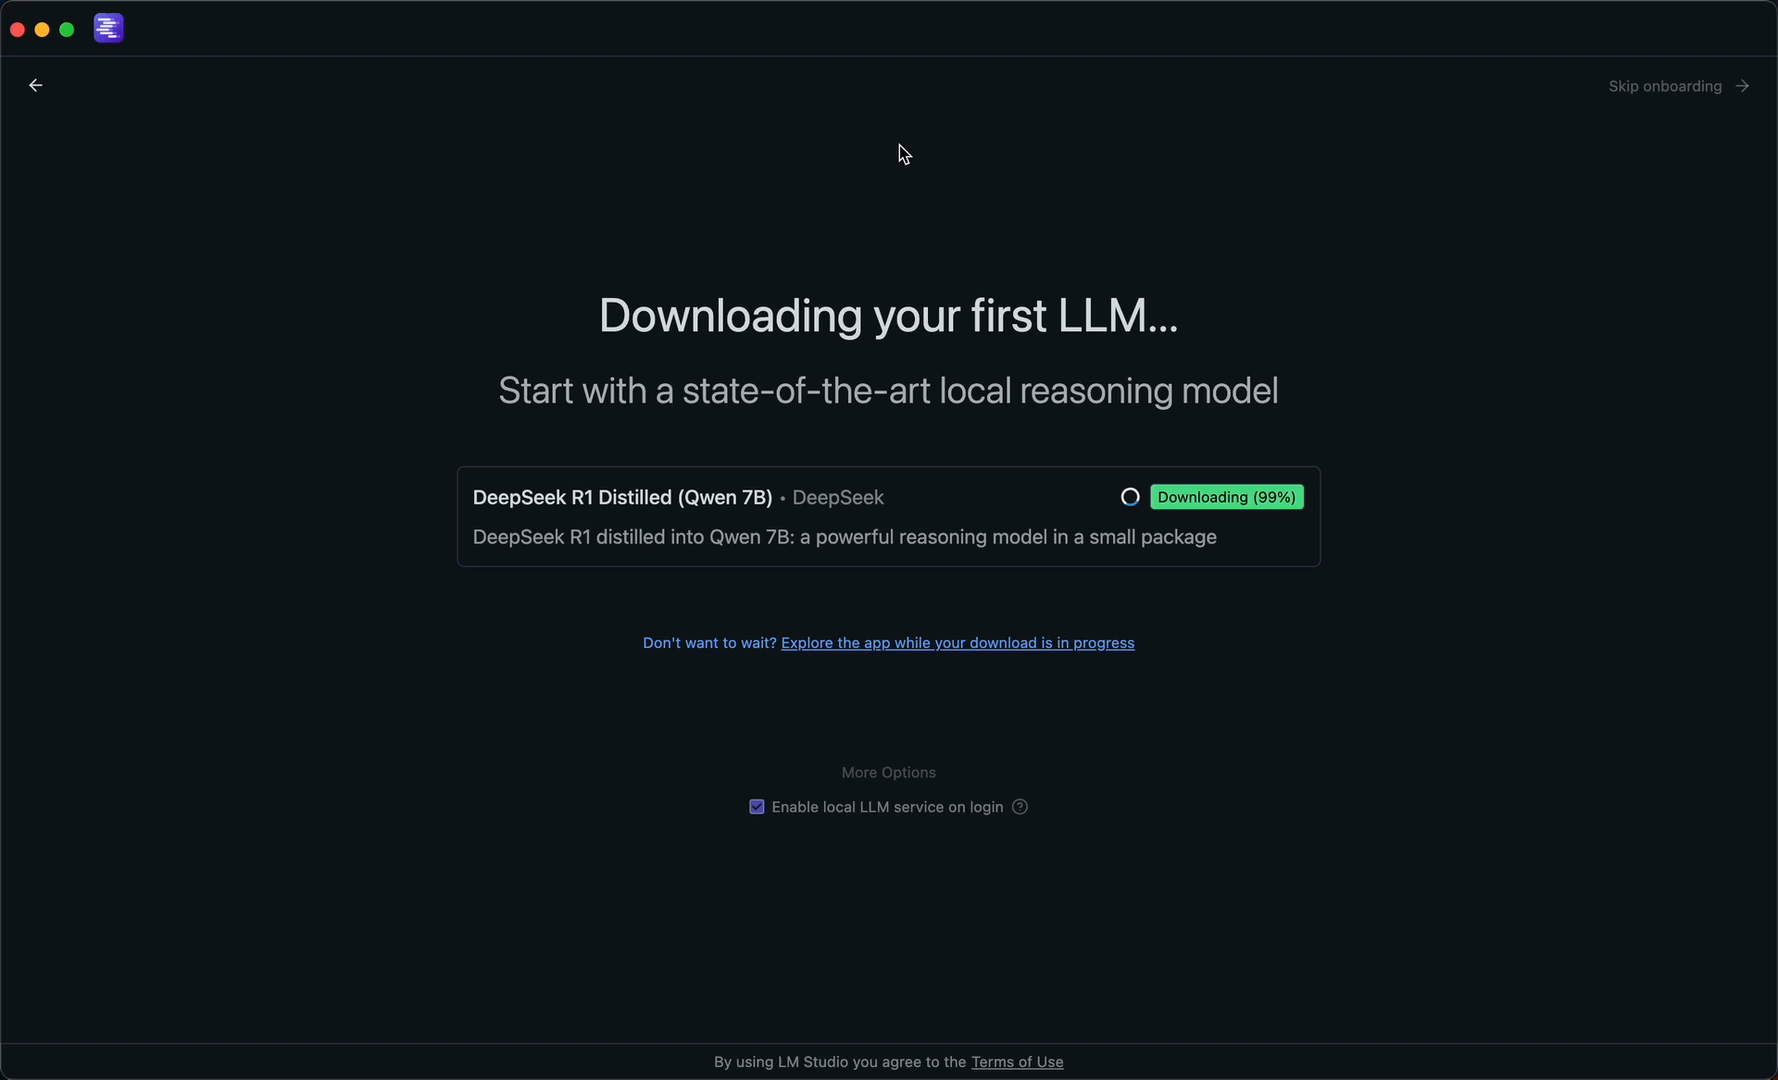 Skip onboarding
Downloading your first LLM...
Start with a state-of-the-art local reasoning model
DeepSeek R1 Distilled (Qwen 7B) • DeepSeek
Downloading (99%)
DeepSeek R1 distilled into Qwen 7B: a powerful reasoning model in a small package
Don't want to wait? Explore the app while your download is in progress
More Options
Enable local LLM service on login
By using LM Studio you agree to the Terms of Use